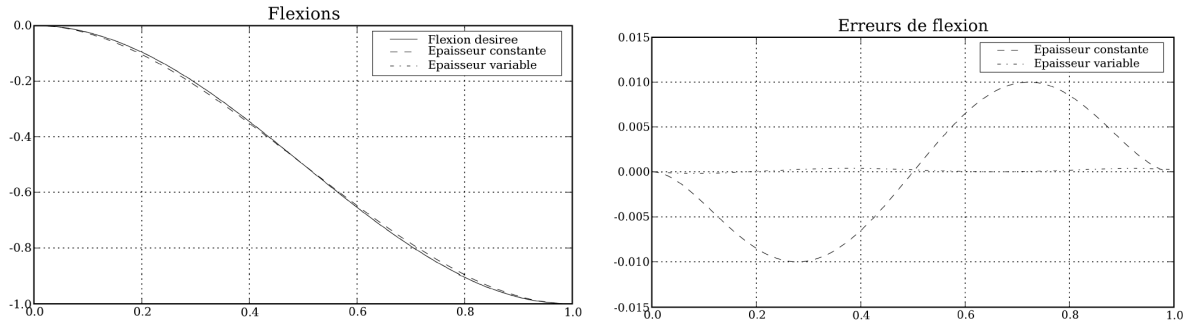 Flexions
0.0
-0.2
-0.4
-0.6
-0.8
-1.0
0.0 0.2 0.4 0.6 0.8 1.0
Flexion desiree
Epaisseur constante
Epaisseur variable
Erreurs de flexion
0.015
0.010
0.005
0.000
-0.005
-0.010
-0.015
0.0 0.2 0.4 0.6 0.8 1.0
Epaisseur constante
Epaisseur variable